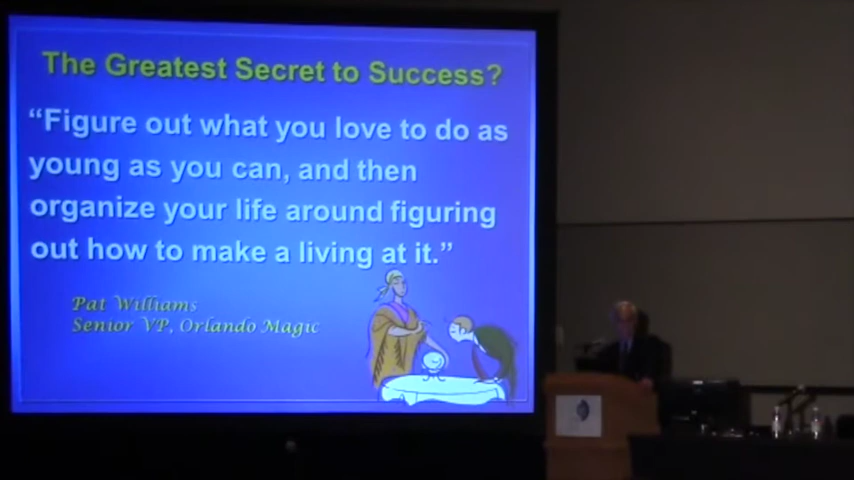 The Greatest Secret to Success?
“Figure out what you love to do as
young as you can, and then
organize your life around figuring
out how to make a living at it.”
Pat Williams
Senior VP, Orlando Magic